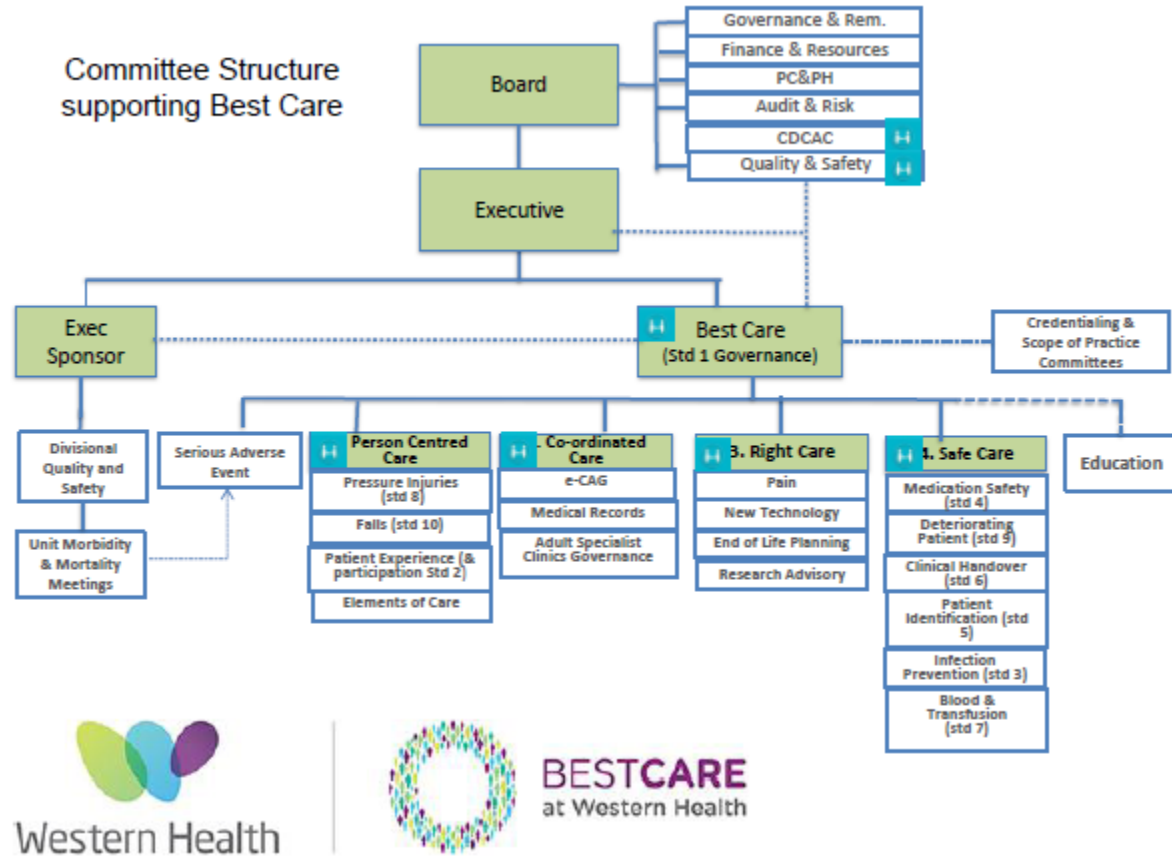 Committee Structure
supporting Best Care
Board
Governance & Rem.
Finance & Resources
PC&PH
Audit & Risk
CDCAC
Quality & Safety
Executive
Exec
Sponsor
Best Care
(Std 1 Governance)
Credentialing &
Scope of Practice
Committees
Divisional
Quality and
Safety
Unit Morbidity
& Mortality
Meetings
Serious Adverse
Event
Person Centred
Care
Pressure Injuries
(std 8)
Falls (std 10)
Patient Experience (&
participation Std 2)
Elements of Care
. Co-ordinated
Care
e-CAG
Medical Records
Adult Specialist
Clinics Governance
3. Right Care
Pain
New Technology
End of Life Planning
Research Advisory
4. Safe Care
Medication Safety
(std 4)
Deteriorating
Patient (std 9)
Clinical Handover
(std 6)
Patient
Identification (std
5)
Infection
Prevention (std 3)
Blood &
Transfusion
(std 7)
Education
Western Health
BESTCARE
at Western Health